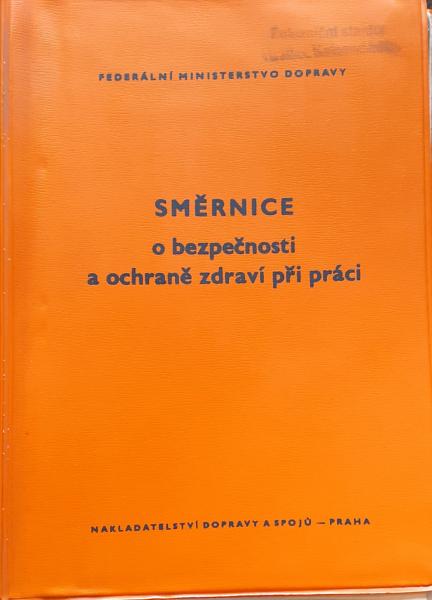 FEDERÁLNÍ MINISTERSTVO DOPRAVY
SMĚRNICE
o bezpečnosti
a ochraně zdraví při práci
NAKLADATELSTVÍ DOPRAVY A SPOJŮ — PRAHA